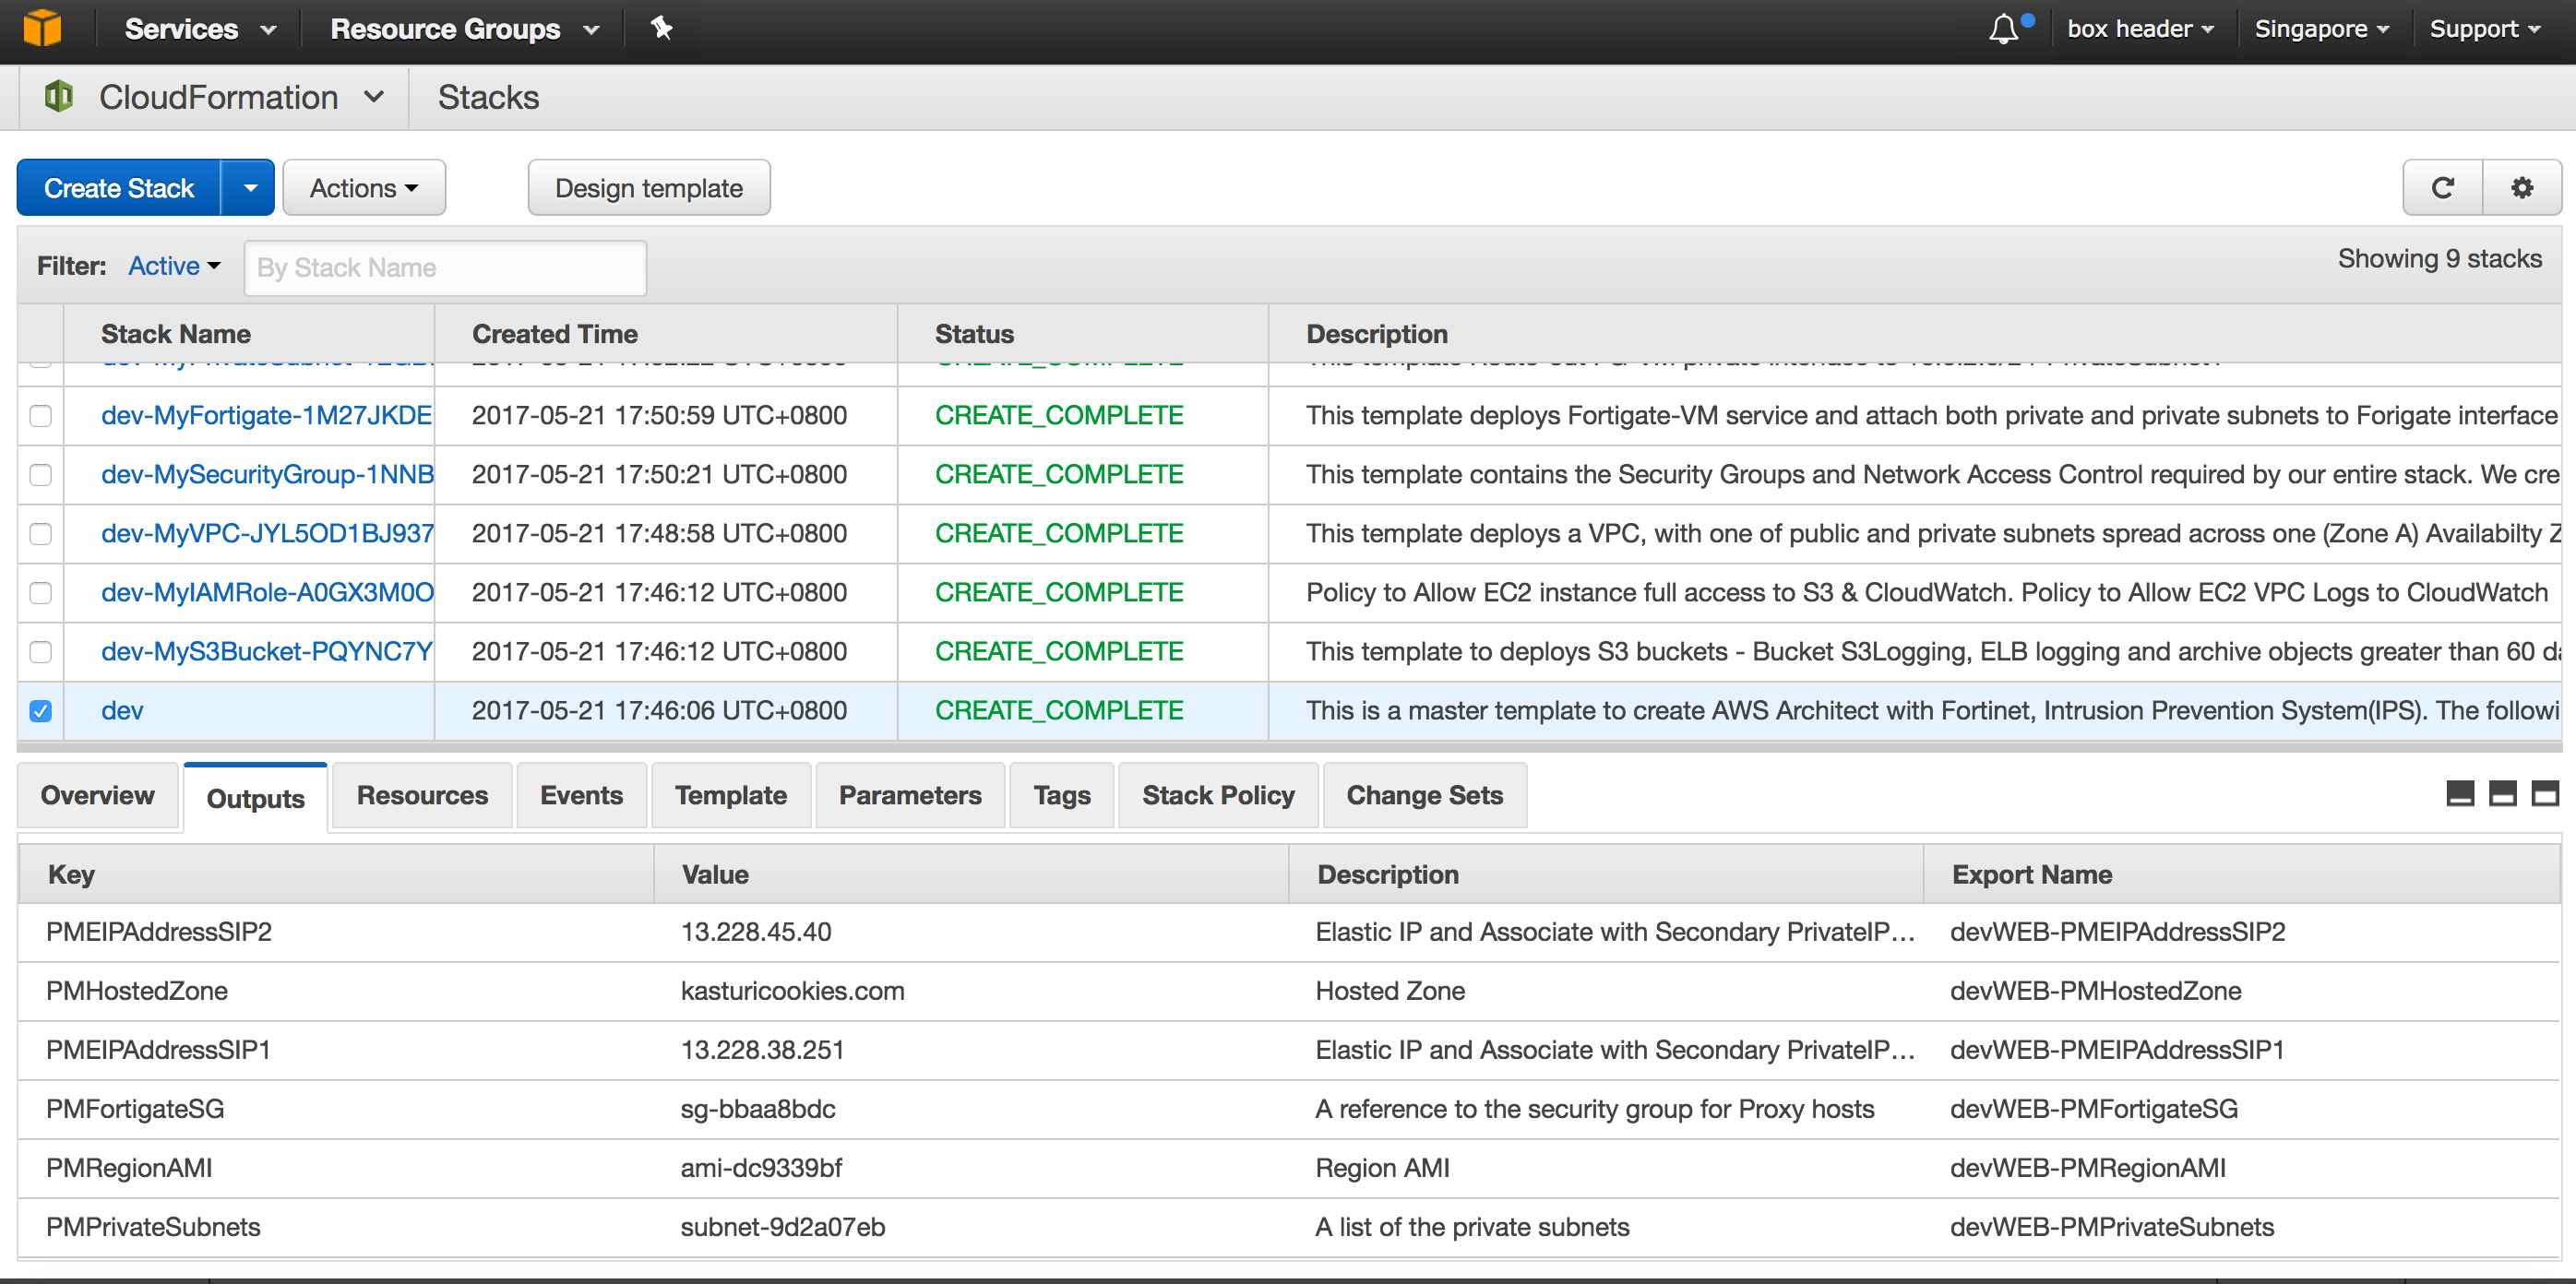 Services Resource Groups box header Singapore Support
CloudFormation Stacks
Create Stack Actions Design template
Filter: Active By Stack Name Showing 9 stacks
Stack Name Created Time Status Description
dev-MyFortigate-1M27JKDE 2017-05-21 17:50:59 UTC+0800 CREATE_COMPLETE This template deploys Fortigate-VM service and attach both private and private subnets to Forigate interface
dev-MySecurityGroup-1NNB 2017-05-21 17:50:21 UTC+0800 CREATE_COMPLETE This template contains the Security Groups and Network Access Control required by our entire stack. We cre
dev-MyVPC-JYL5OD1BJ937 2017-05-21 17:48:58 UTC+0800 CREATE_COMPLETE This template deploys a VPC, with one of public and private subnets spread across one (Zone A) Availabilty Z
dev-MyIAMRole-A0GX3M0O 2017-05-21 17:46:12 UTC+0800 CREATE_COMPLETE Policy to Allow EC2 instance full access to S3 & CloudWatch. Policy to Allow EC2 VPC Logs to CloudWatch
dev-MyS3Bucket-PQYNC7Y 2017-05-21 17:46:12 UTC+0800 CREATE_COMPLETE This template to deploys S3 buckets - Bucket S3Logging, ELB logging and archive objects greater than 60 da
dev 2017-05-21 17:46:06 UTC+0800 CREATE_COMPLETE This is a master template to create AWS Architect with Fortinet, Intrusion Prevention System(IPS). The followi
Overview Outputs Resources Events Template Parameters Tags Stack Policy Change Sets
Key Value Description Export Name
PMEIPAddressSIP2 13.228.45.40 Elastic IP and Associate with Secondary PrivateIP… devWEB-PMEIPAddressSIP2
PMHostedZone kasturicookies.com Hosted Zone devWEB-PMHostedZone
PMEIPAddressSIP1 13.228.38.251 Elastic IP and Associate with Secondary PrivateIP… devWEB-PMEIPAddressSIP1
PMFortigateSG sg-bbaa8bdc A reference to the security group for Proxy hosts devWEB-PMFortigateSG
PMRegionAMI ami-dc9339bf Region AMI devWEB-PMRegionAMI
PMPrivateSubnets subnet-9d2a07eb A list of the private subnets devWEB-PMPrivateSubnets